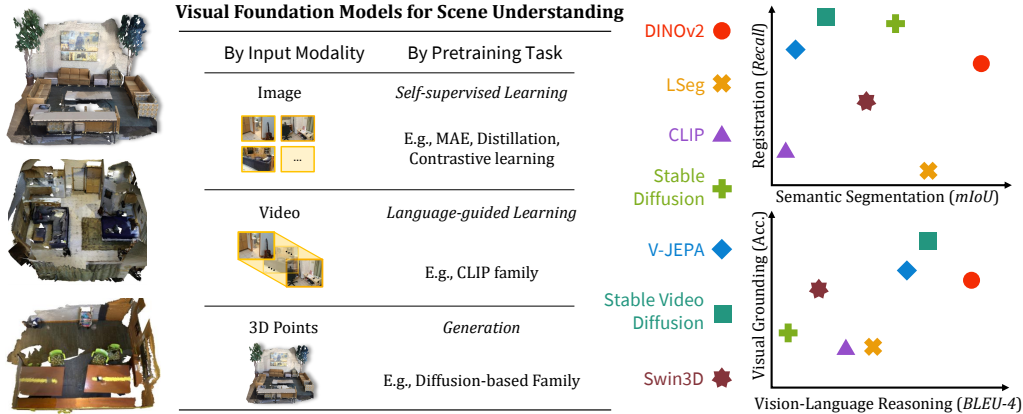 Visual Foundation Models for Scene Understanding
By Input Modality
By Pretraining Task
Image
Self-supervised Learning
...
E.g., MAE, Distillation,
Contrastive learning
Video
Language-guided Learning
E.g., CLIP family
3D Points
Generation
E.g., Diffusion-based Family
DINOv2
LSeg
CLIP
Stable
Diffusion
V-JEPA
Stable Video
Diffusion
Swin3D
Registration (Recall)
Semantic Segmentation (mIoU)
Visual Grounding (Acc.)
Vision-Language Reasoning (BLEU-4)